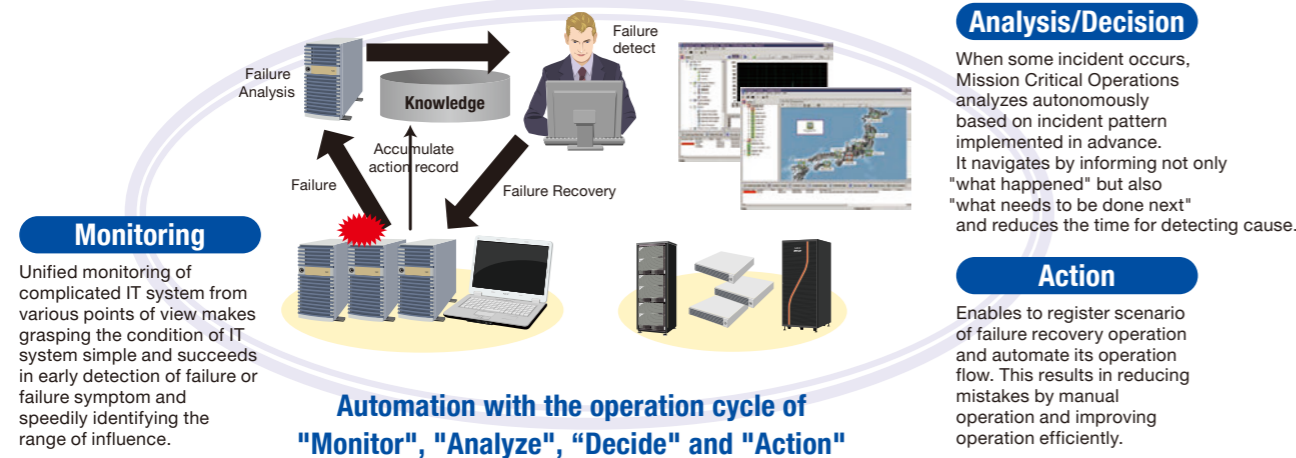 Failure
detect
Failure
Analysis
Knowledge
Accumulate
action record
Failure
Failure Recovery
Monitoring
Unified monitoring of
complicated IT system from
various points of view makes
grasping the condition of IT
system simple and succeeds
in early detection of failure or
failure symptom and
speedily identifying the
range of influence.
Automation with the operation cycle of
"Monitor", "Analyze", “Decide" and "Action"
Analysis/Decision
When some incident occurs,
Mission Critical Operations
analyzes autonomously
based on incident pattern
implemented in advance.
It navigates by informing not only
"what happened" but also
"what needs to be done next"
and reduces the time for detecting cause.
Action
Enables to register scenario
of failure recovery operation
and automate its operation
flow. This results in reducing
mistakes by manual
operation and improving
operation efficiently.